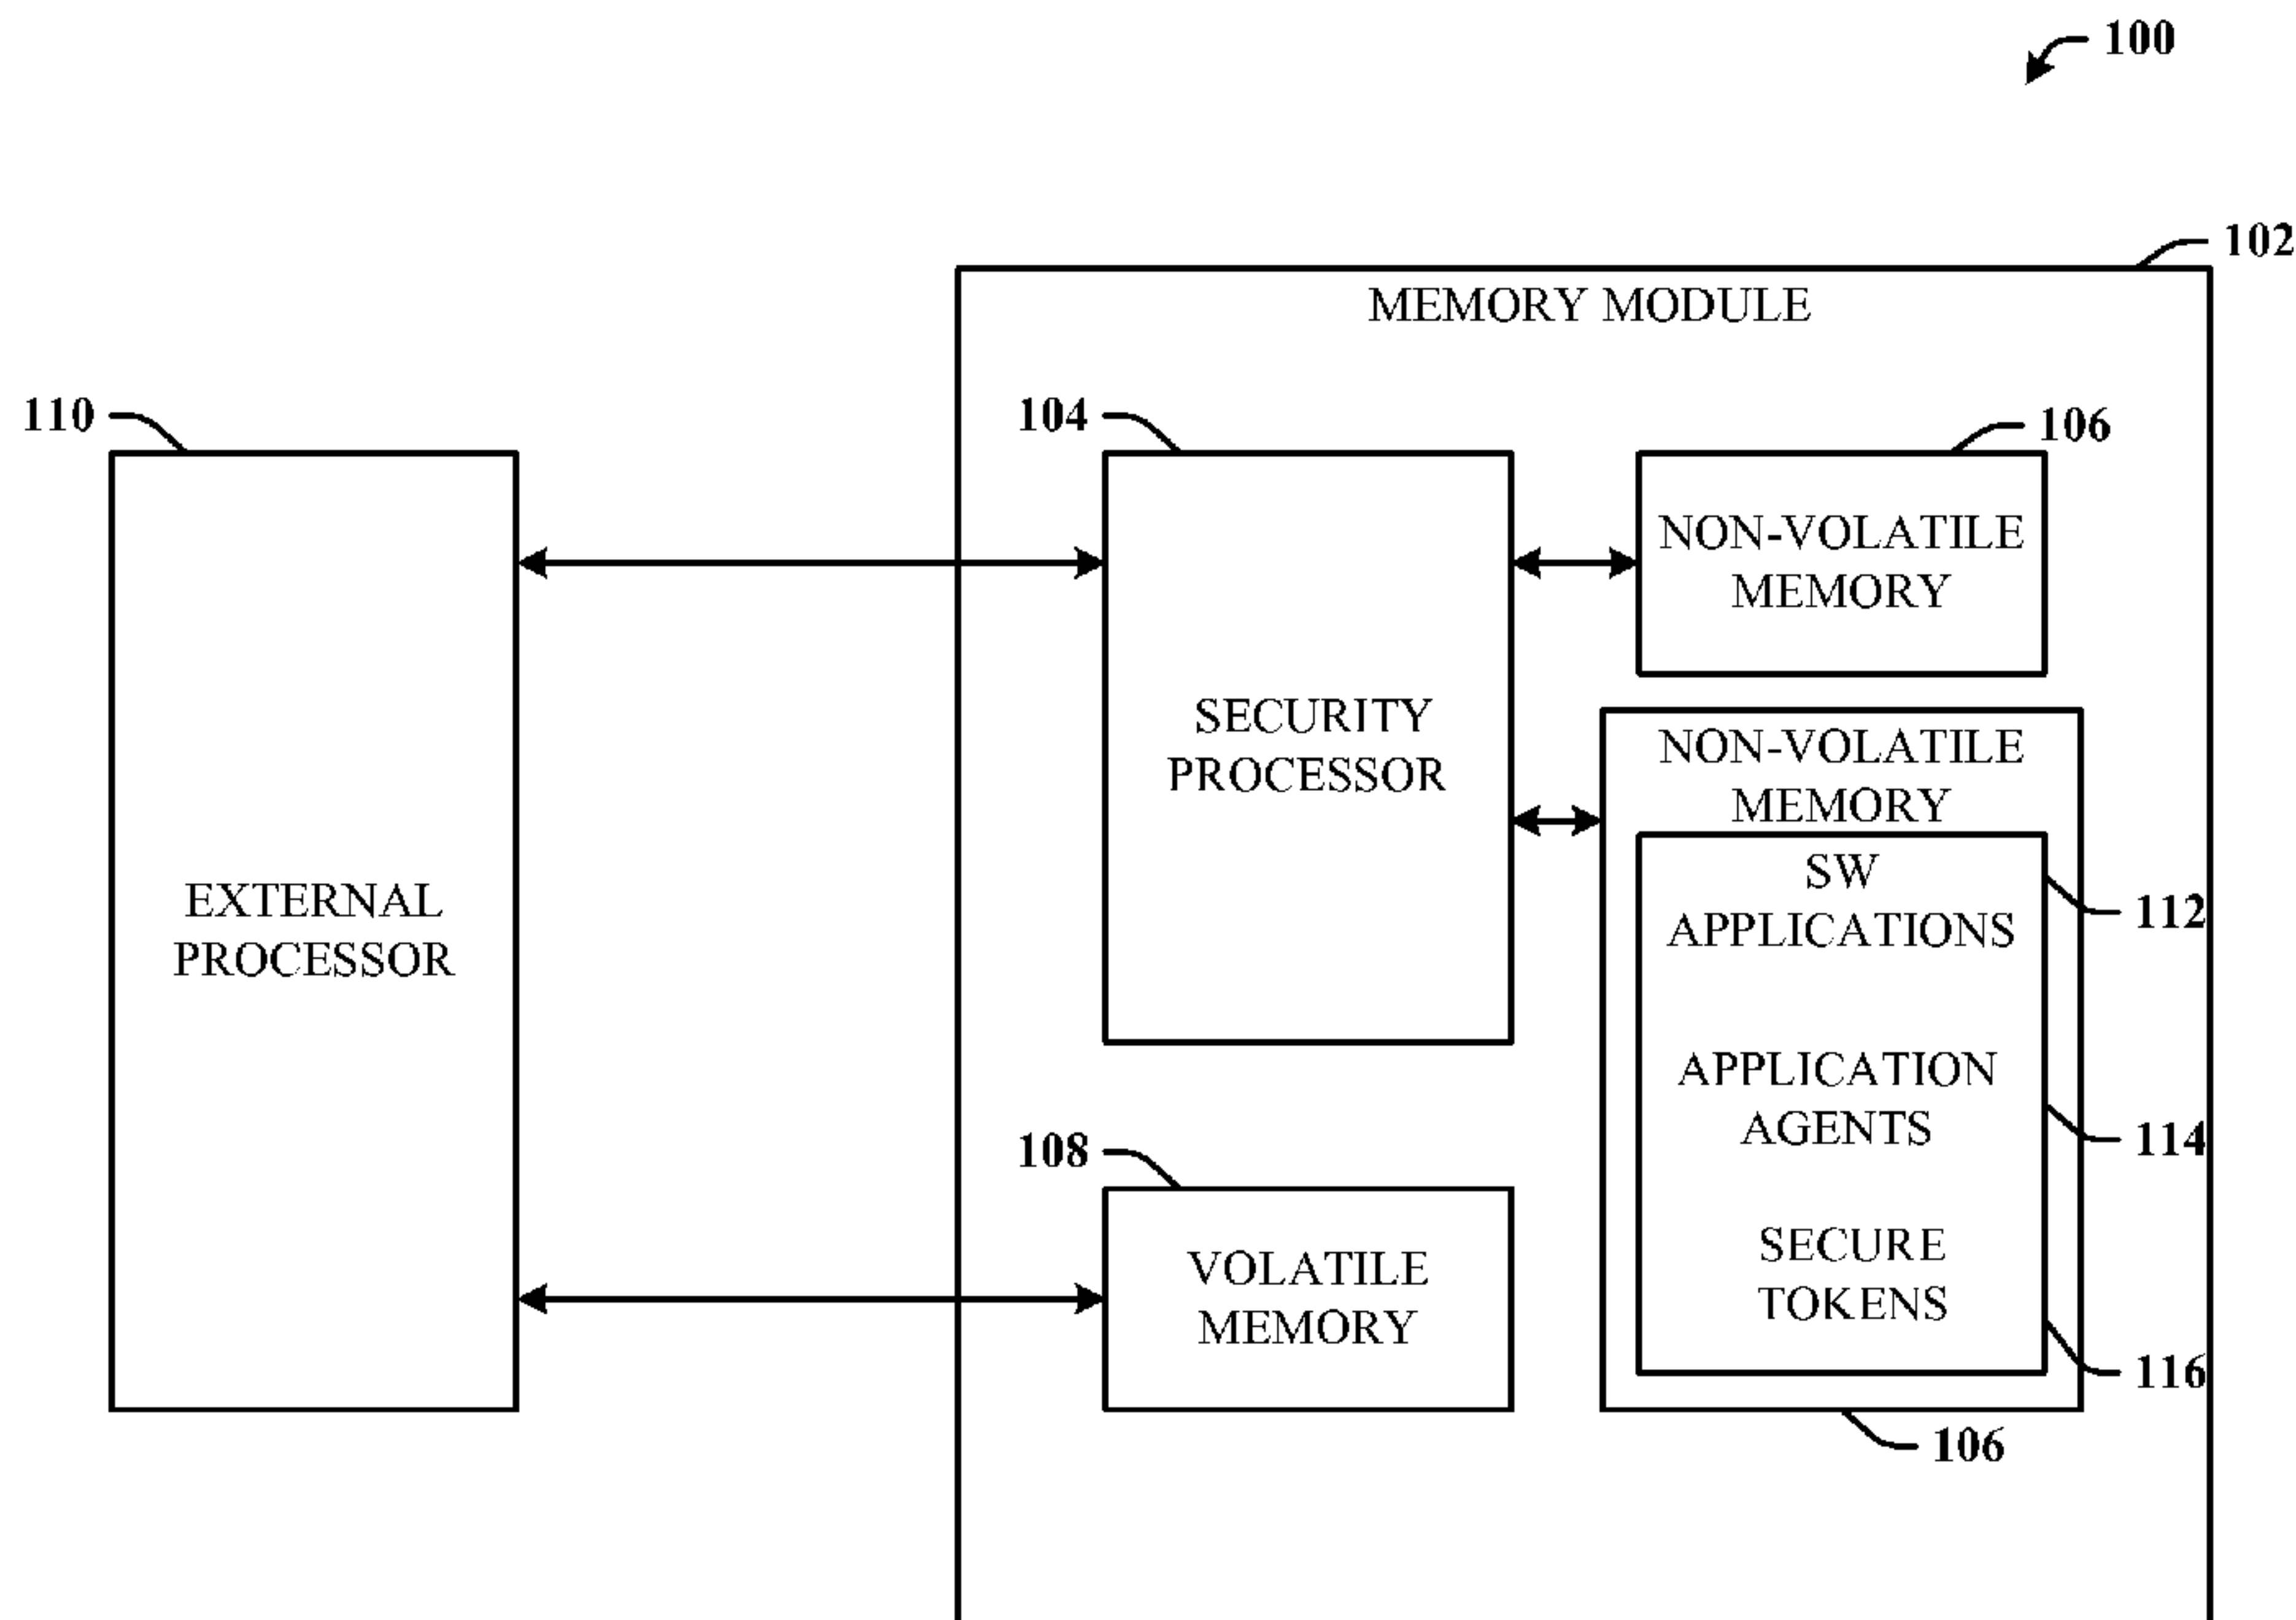 100
102
MEMORY MODULE
110
104
106
NON-VOLATILE
MEMORY
SECURITY
PROCESSOR
NON-VOLATILE
MEMORY
SW
APPLICATIONS
112
EXTERNAL
PROCESSOR
APPLICATION
AGENTS
114
108
VOLATILE
MEMORY
SECURE
TOKENS
116
106